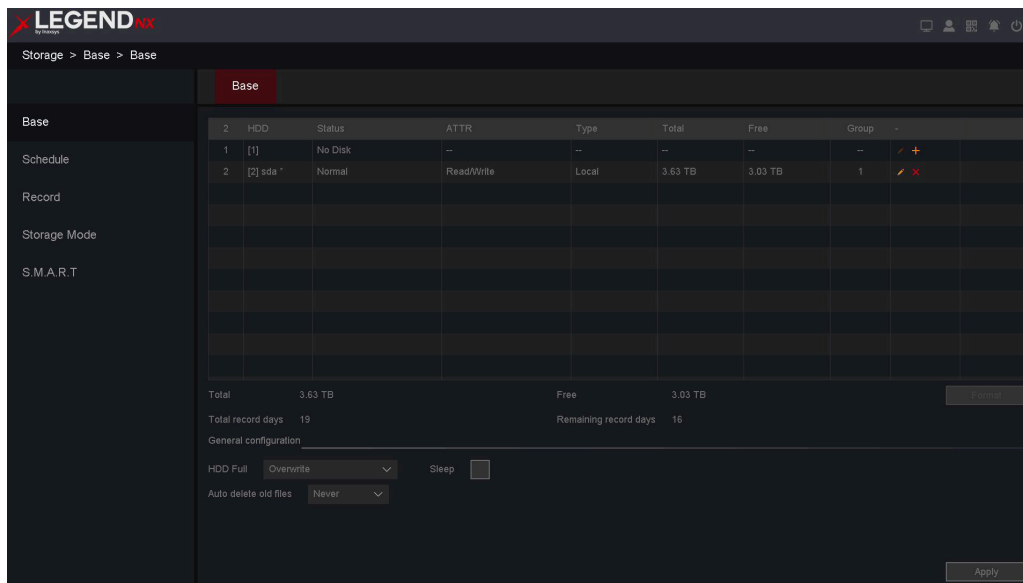 LEGEND NX
by Inaxsys
Storage > Base > Base
Base
Base
Schedule
Record
Storage Mode
S.M.A.R.T
2 HDD Status ATTR Type Total Free Group -
1 [1] No Disk -- -- -- -- --
2 [2] sda * Normal Read/Write Local 3.63 TB 3.03 TB 1
Total 3.63 TB Free 3.03 TB Format
Total record days 19 Remaining record days 16
General configuration
HDD Full Overwrite Sleep
Auto delete old files Never
Apply